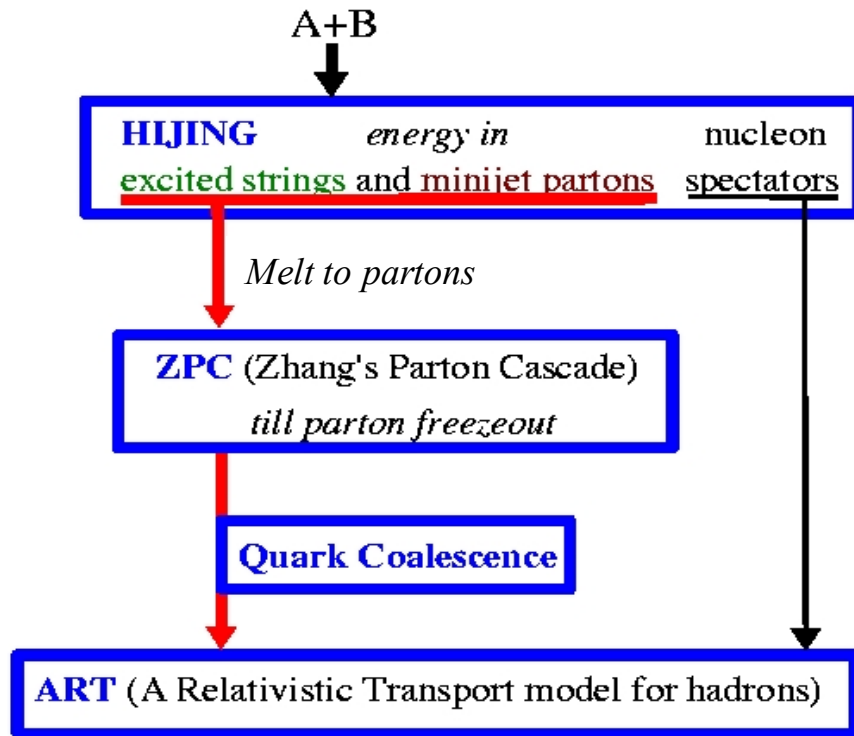 A+B
HIJING energy in nucleon
excited strings and minijet partons spectators
Melt to partons
ZPC (Zhang's Parton Cascade)
till parton freezeout
Quark Coalescence
ART (A Relativistic Transport model for hadrons)